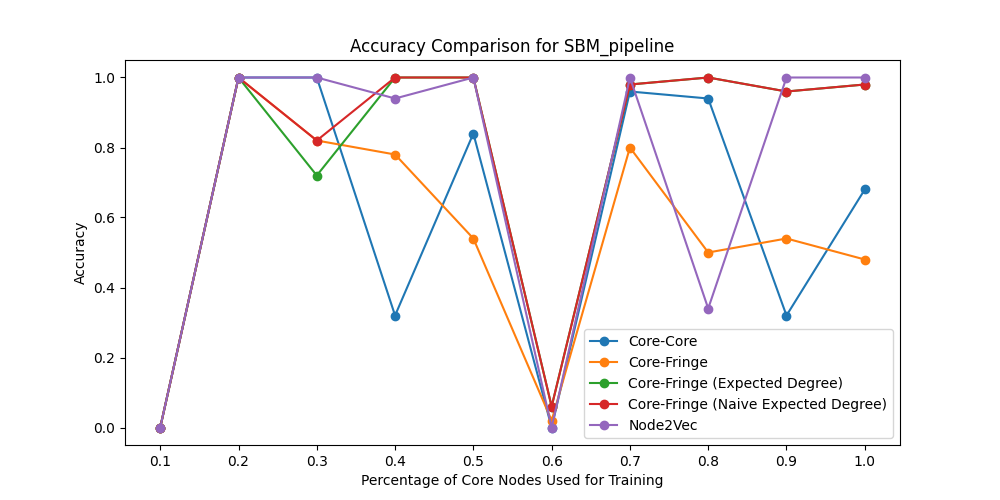 Accuracy Comparison for SBM_pipeline
Accuracy
1.0
0.8
0.6
0.4
0.2
0.0
0.1 0.2 0.3 0.4 0.5 0.6 0.7 0.8 0.9 1.0
Percentage of Core Nodes Used for Training
Core-Core
Core-Fringe
Core-Fringe (Expected Degree)
Core-Fringe (Naive Expected Degree)
Node2Vec